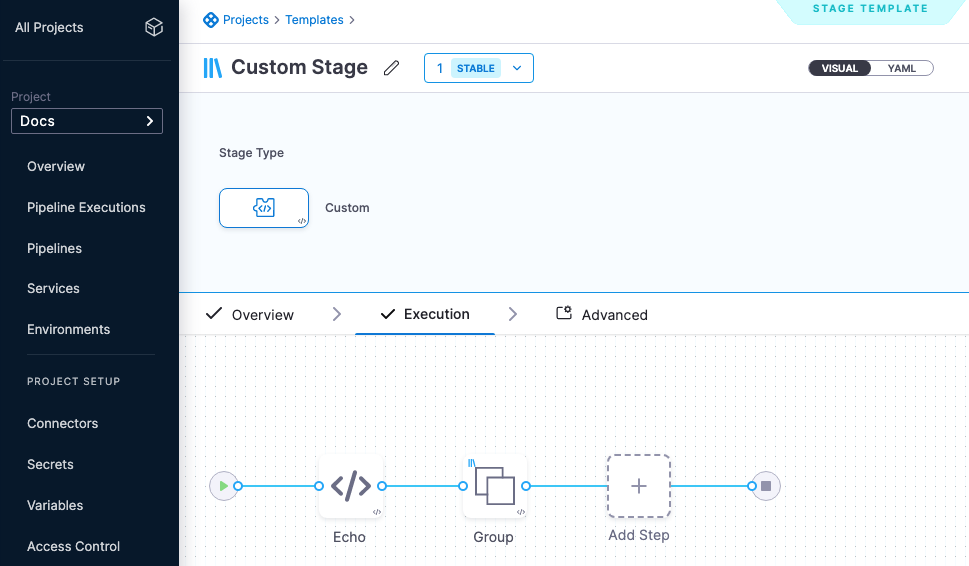 All Projects
Project
Docs
Overview
Pipeline Executions
Pipelines
Services
Environments
PROJECT SETUP
Connectors
Secrets
Variables
Access Control
Projects > Templates >
STAGE TEMPLATE
Custom Stage
1 STABLE
VISUAL YAML
Stage Type
</>
</>
Custom
Overview
Execution
Advanced
</>
</>
</>
Echo
Group
Add Step